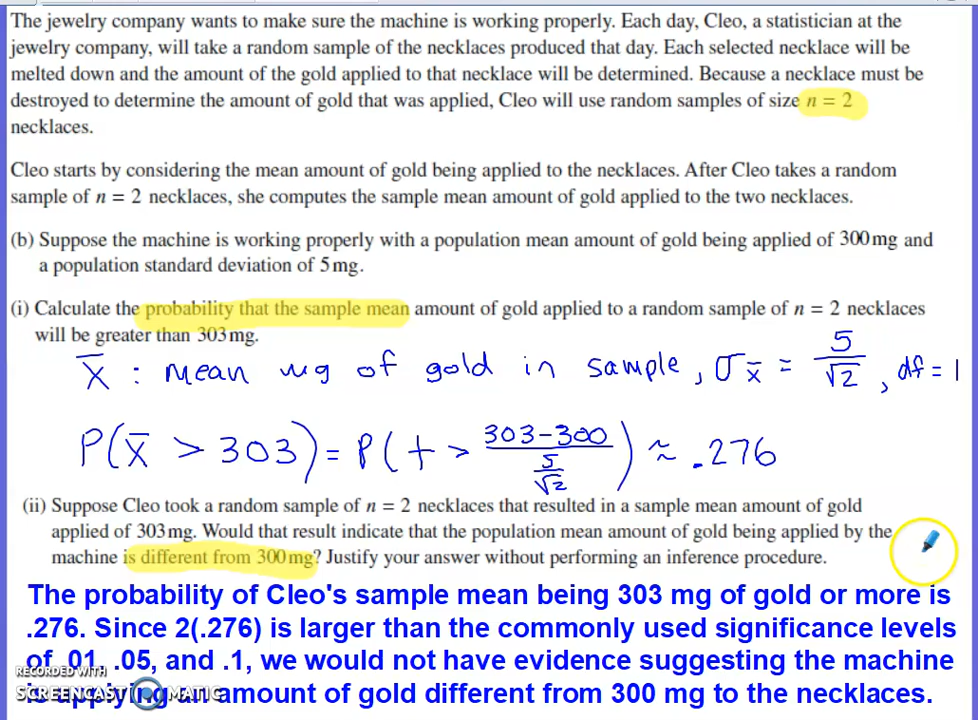 The jewelry company wants to make sure the machine is working properly. Each day, Cleo, a statistician at the
jewelry company, will take a random sample of the necklaces produced that day. Each selected necklace will be
melted down and the amount of the gold applied to that necklace will be determined. Because a necklace must be
destroyed to determine the amount of gold that was applied, Cleo will use random samples of size n = 2
necklaces.
Cleo starts by considering the mean amount of gold being applied to the necklaces. After Cleo takes a random
sample of n = 2 necklaces, she computes the sample mean amount of gold applied to the two necklaces.
(b) Suppose the machine is working properly with a population mean amount of gold being applied of 300 mg and
a population standard deviation of 5 mg.
(i) Calculate the probability that the sample mean amount of gold applied to a random sample of n = 2 necklaces
will be greater than 303 mg.
x̄ : mean mg of gold in sample, σx̄ = 5/√2, df = 1
P(x̄ > 303) = P(t > (303-300)/(5/√2)) ≈ .276
(ii) Suppose Cleo took a random sample of n = 2 necklaces that resulted in a sample mean amount of gold
applied of 303 mg. Would that result indicate that the population mean amount of gold being applied by the
machine is different from 300 mg? Justify your answer without performing an inference procedure.
The probability of Cleo's sample mean being 303 mg of gold or more is
.276. Since 2(.276) is larger than the commonly used significance levels
of .01, .05, and .1, we would not have evidence suggesting the machine
is applying an amount of gold different from 300 mg to the necklaces.
RECORDED WITH
SCREENCAST MATIC